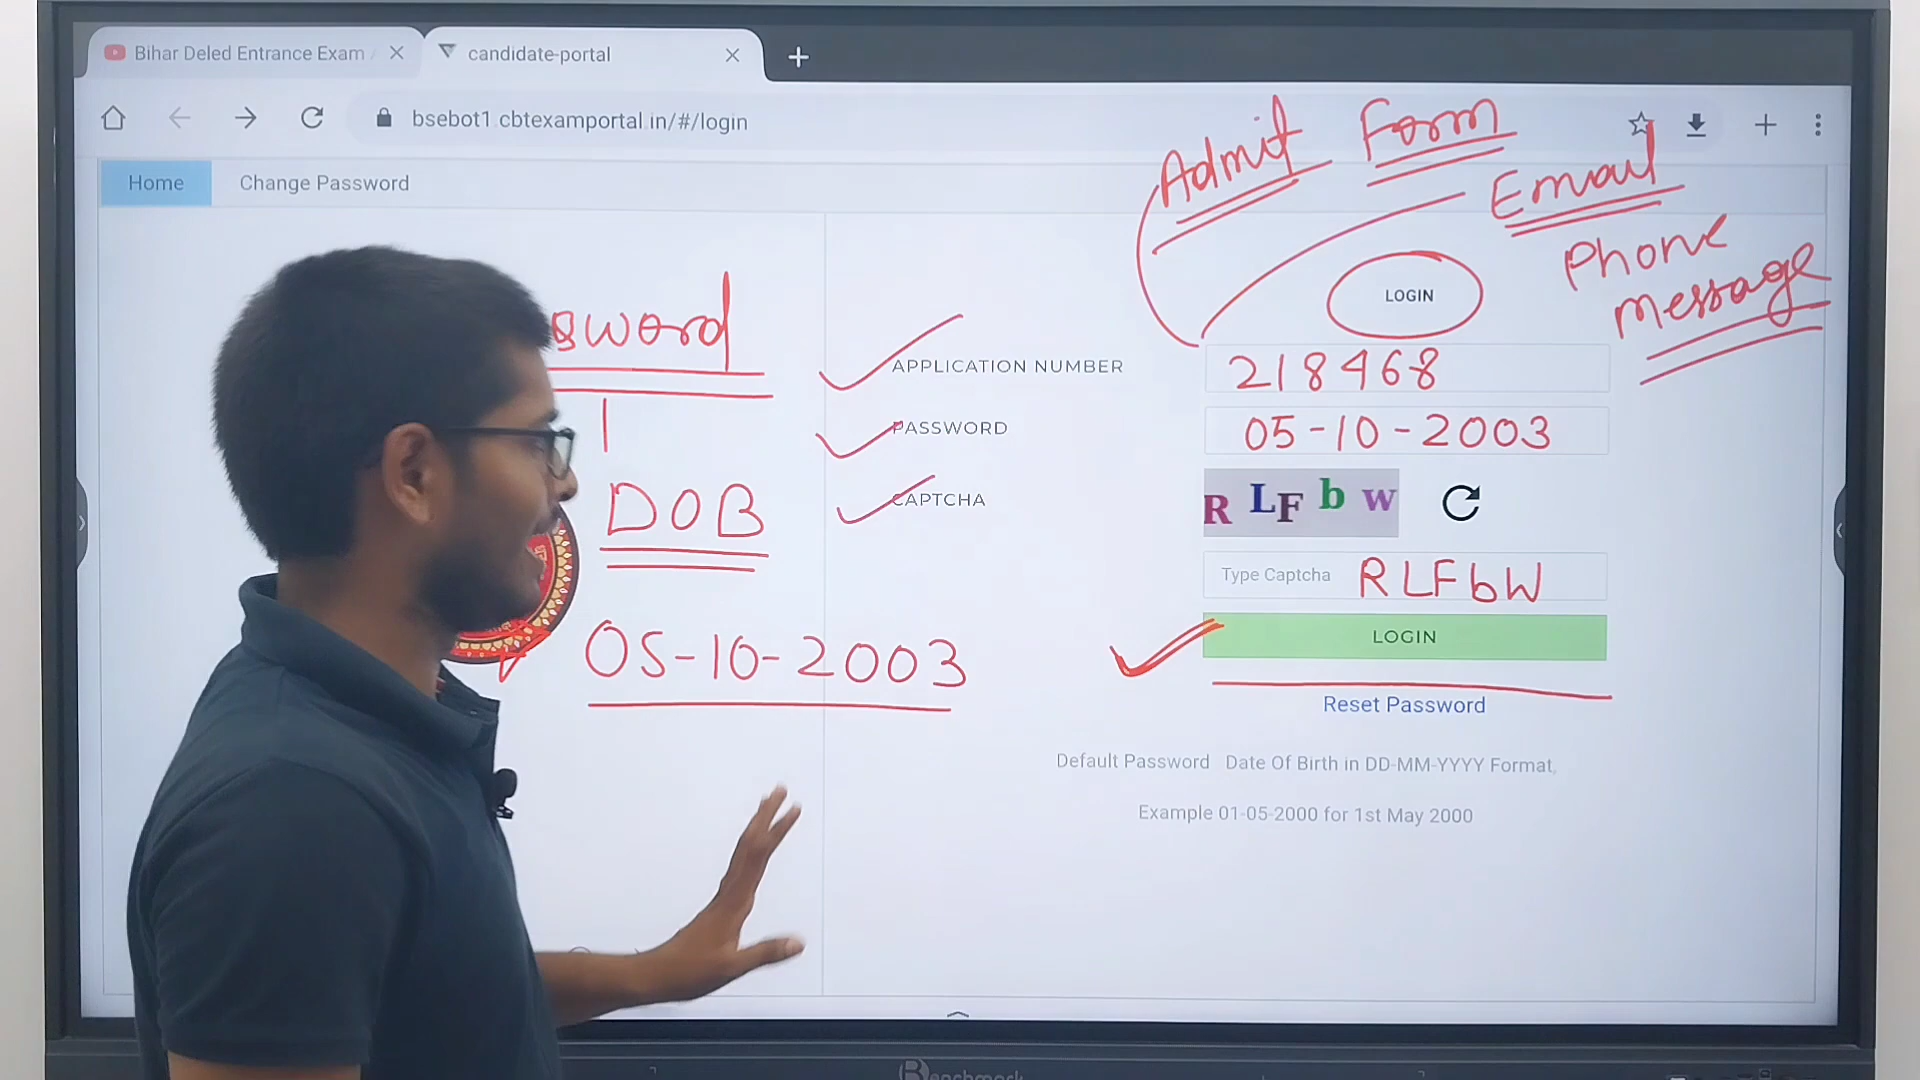 Bihar Deled Entrance Exam
candidate-portal
bsebot1.cbtexamportal.in/#/login
Home
Change Password
Admit Form
Email
Phone
Message
LOGIN
sword
APPLICATION NUMBER
218468
PASSWORD
05-10-2003
DOB
CAPTCHA
R LF b w
Type Captcha
RLFbW
05-10-2003
LOGIN
Reset Password
Default Password Date Of Birth in DD-MM-YYYY Format,
Example 01-05-2000 for 1st May 2000